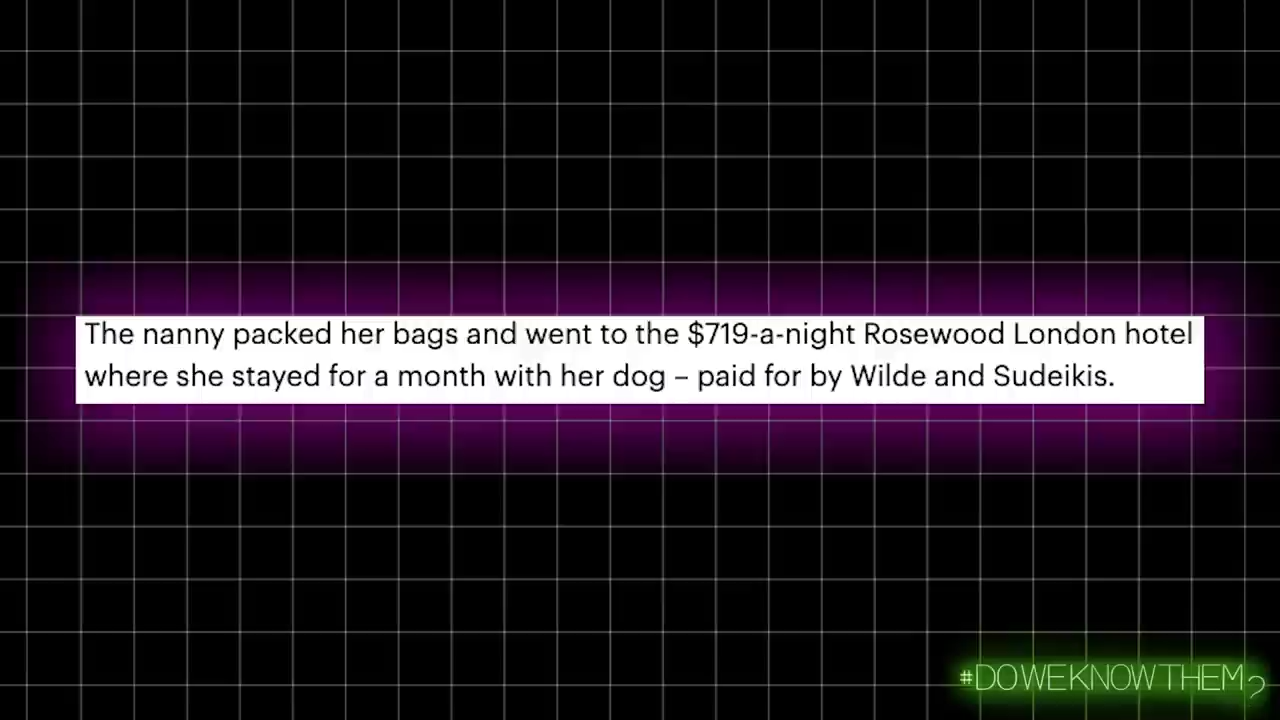 The nanny packed her bags and went to the $719-a-night Rosewood London hotel
where she stayed for a month with her dog – paid for by Wilde and Sudeikis.
#DOWEKNOWTHEM?